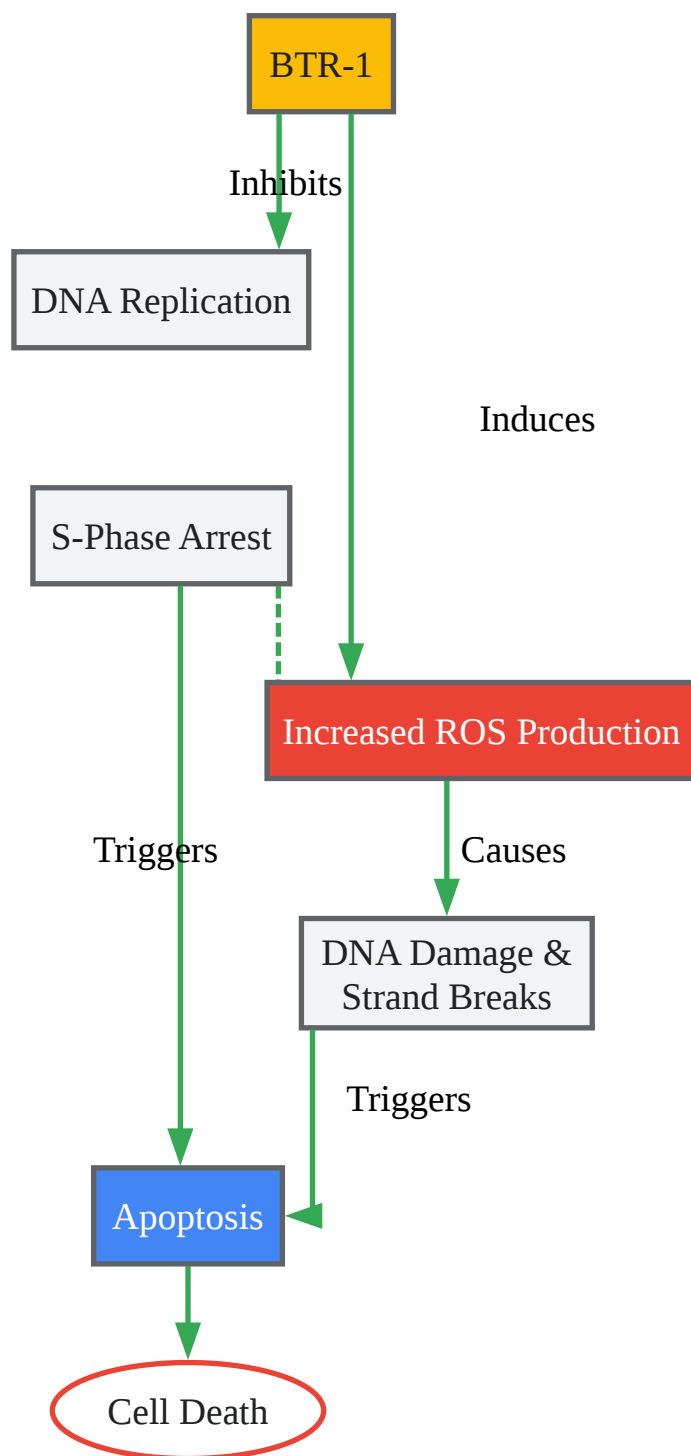 BTR-1
Inhibits
DNA Replication
Induces
S-Phase Arrest
Increased ROS Production
Triggers
Causes
DNA Damage &
Strand Breaks
Triggers
Apoptosis
Cell Death